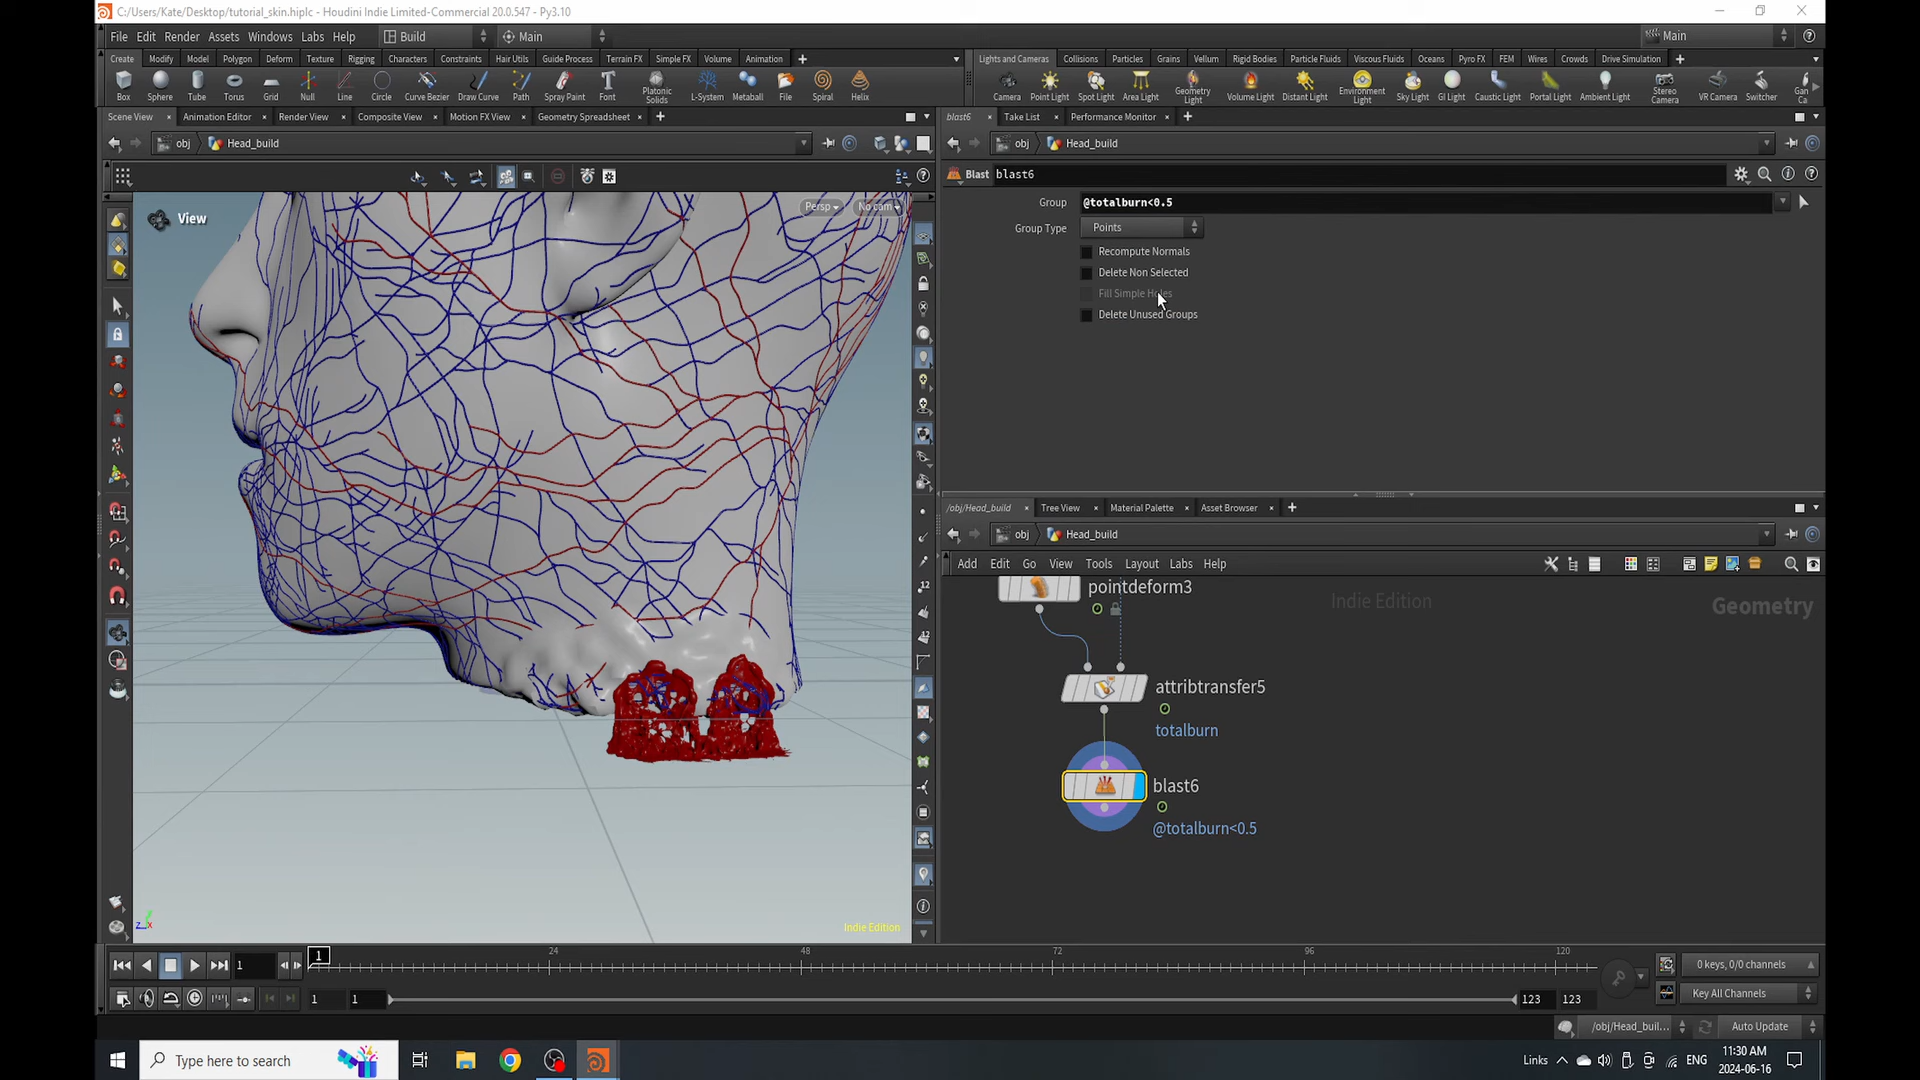 C:/Users/Kate/Desktop/tutorial_skin.hiplc - Houdini Indie Limited-Commercial 20.0.547 - Py3.10
File Edit Render Assets Windows Labs Help Build Main Main
Create Modify Model Polygon Deform Texture Rigging Characters Constraints Hair Utils Guide Process Terrain FX Simple FX Volume Animation
Lights and Cameras Collisions Particles Grains Vellum Rigid Bodies Particle Fluids Viscous Fluids Oceans Pyro FX FEM Wires Crowds Drive Simulation
Box Sphere Tube Torus Grid Null Line Circle Curve Bezier Draw Curve Path Spray Paint Font Platonic Solids L-System Metaball File Spiral Helix
Camera Point Light Spot Light Area Light Geometry Light Volume Light Distant Light Environment Light Sky Light GI Light Caustic Light Portal Light Ambient Light Stereo Camera VR Camera Switcher Gan Ca
Scene View Animation Editor Render View Composite View Motion FX View Geometry Spreadsheet
blast6 Take List Performance Monitor
obj Head_build
obj Head_build
Blast blast6
View
Persp No cam
Group @totalburn<0.5
Group Type Points
Recompute Normals
Delete Non Selected
Fill Simple Holes
Delete Unused Groups
/obj/Head_build Tree View Material Palette Asset Browser
obj Head_build
Add Edit Go View Tools Layout Labs Help
pointdeform3
Indie Edition
Geometry
attribtransfer5
totalburn
blast6
@totalburn<0.5
12
12
z x
Indie Edition
1 1 24 48 72 96 120
0 keys, 0/0 channels
1 1 123 123
Key All Channels
/obj/Head_buil... Auto Update
Type here to search
Links ENG
11:30 AM
2024-06-16